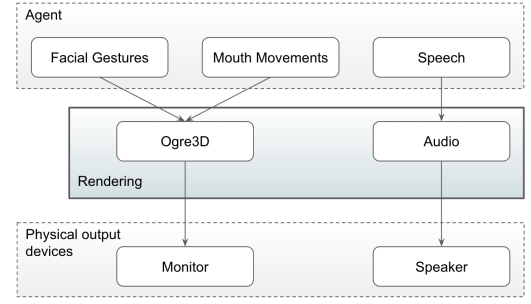 Agent
Facial Gestures
Mouth Movements
Speech
Ogre3D
Audio
Rendering
Physical output
devices
Monitor
Speaker